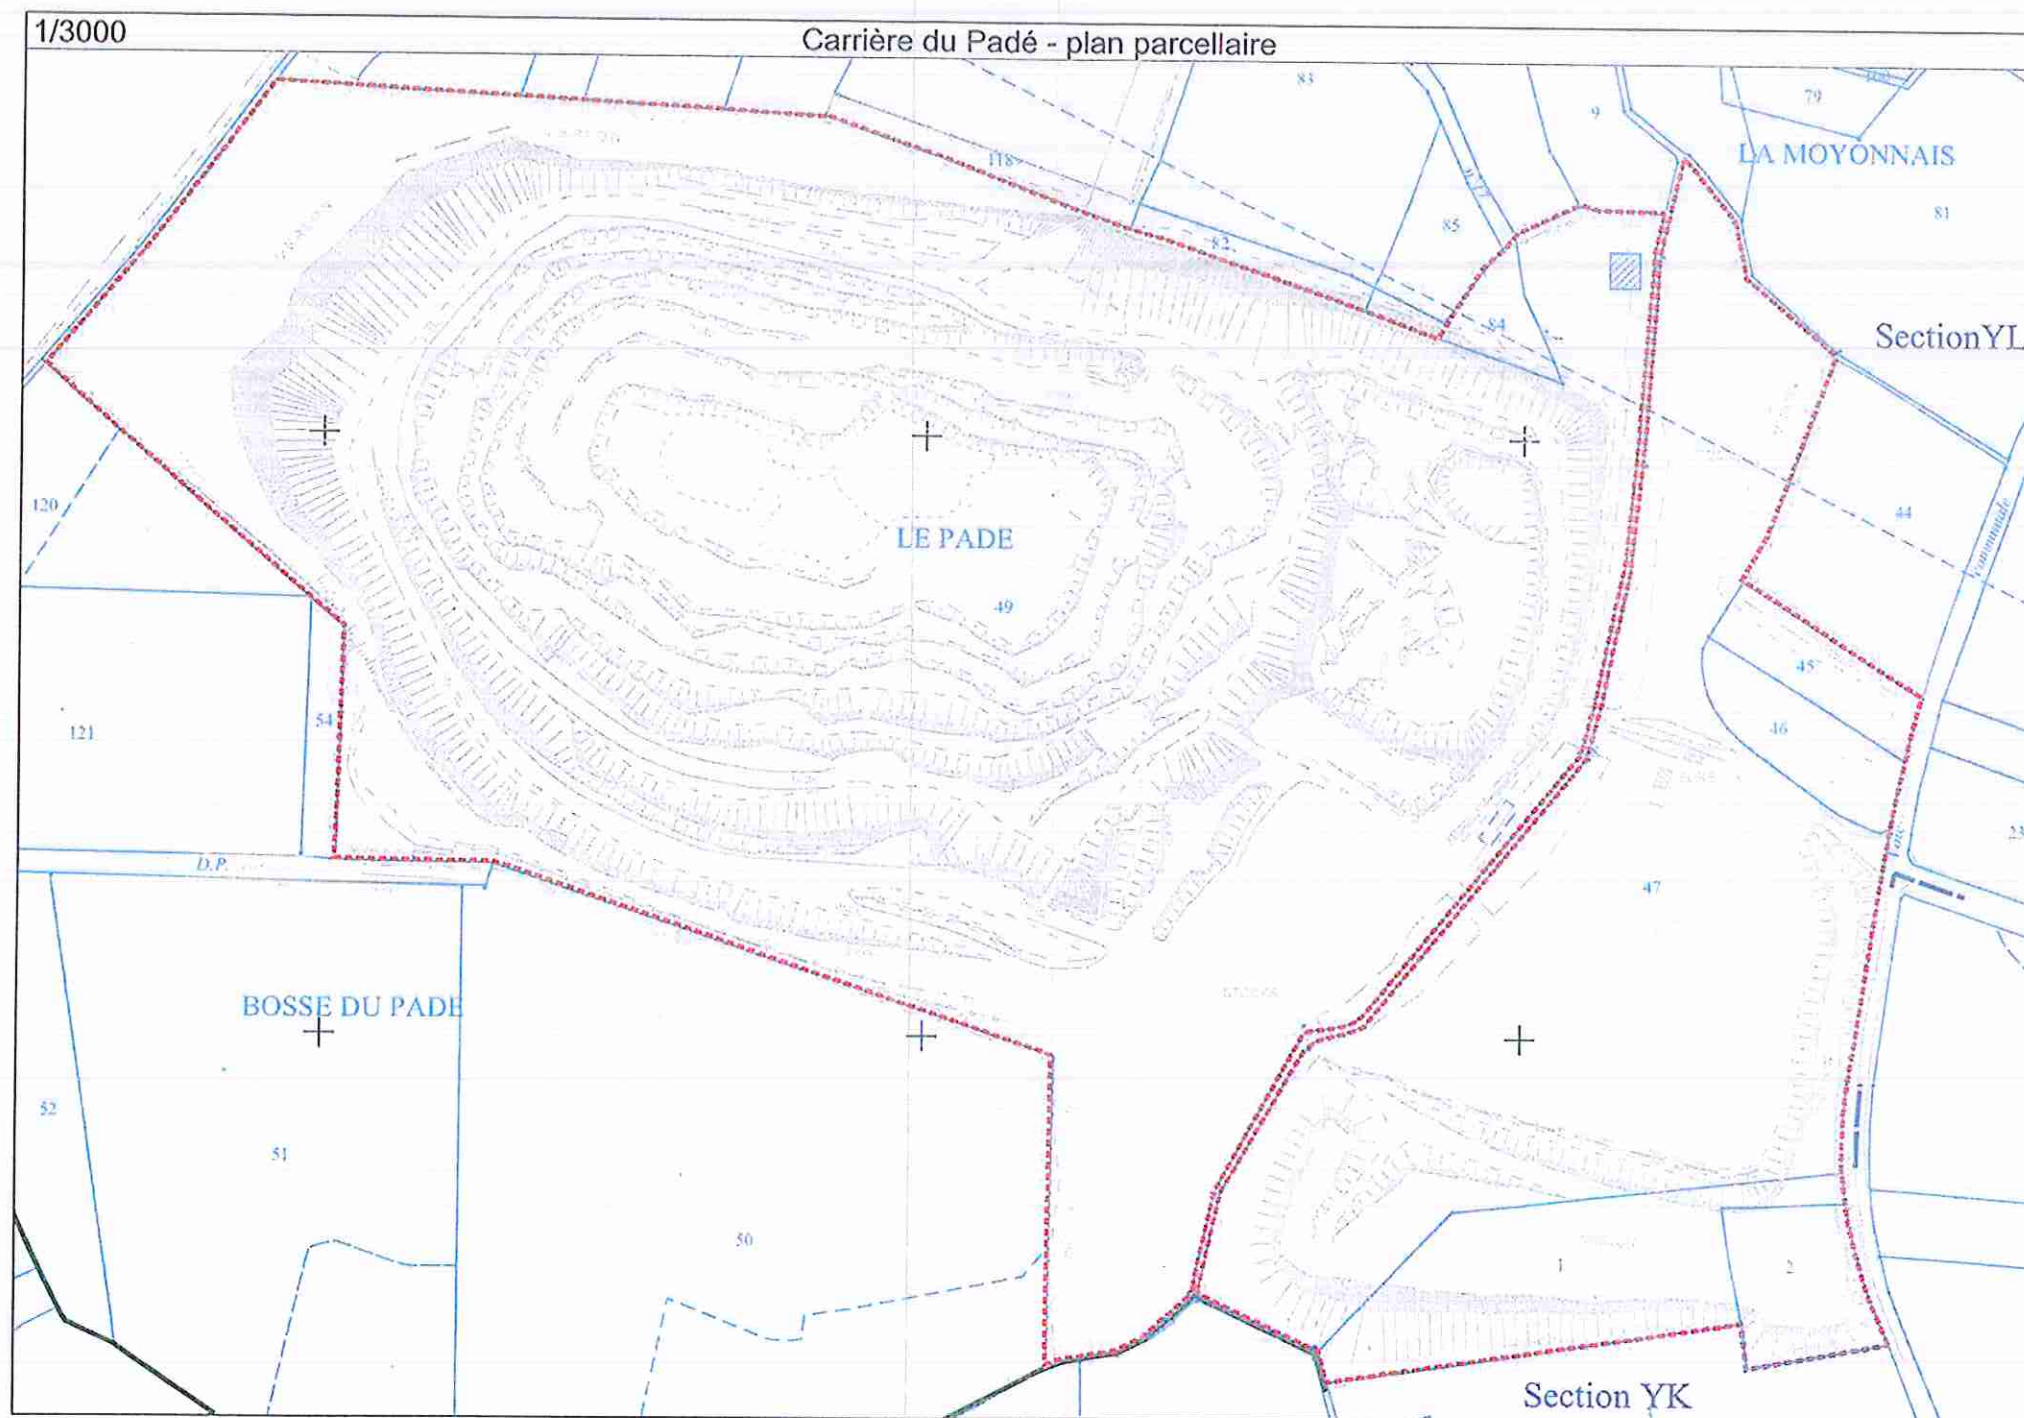 1/3000
Carrière du Padé - plan parcellaire
83
79
9
LA MOYONNAIS
118
81
85
82
84
Section YL
120
44
LE PADE
49
45
46
54
121
D.P.
47
BOSSE DU PADE
STOCKS
52
51
50
1
2
Section YK